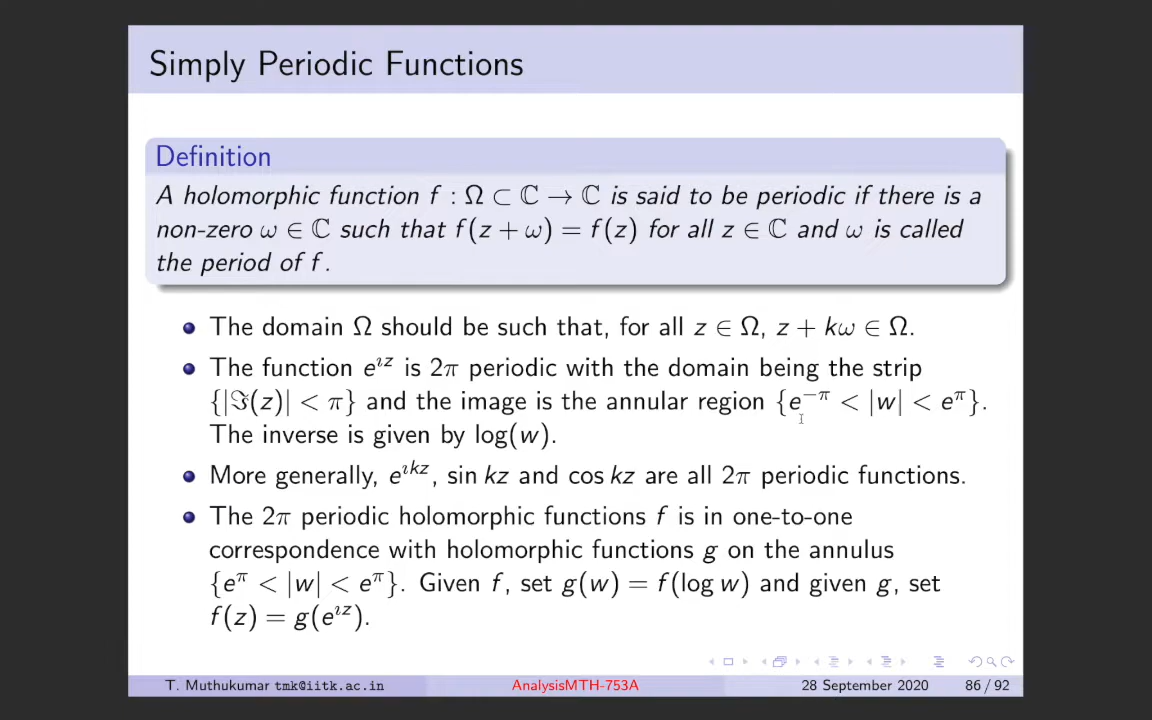 Simply Periodic Functions
Definition
A holomorphic function f : Ω ⊂ ℂ → ℂ is said to be periodic if there is a
non-zero ω ∈ ℂ such that f(z + ω) = f(z) for all z ∈ ℂ and ω is called
the period of f.
The domain Ω should be such that, for all z ∈ Ω, z + kω ∈ Ω.
The function e^{ız} is 2π periodic with the domain being the strip
{|ℑ(z)| < π} and the image is the annular region {e^{−π} < |w| < e^π}.
The inverse is given by log(w).
More generally, e^{ıkz}, sin kz and cos kz are all 2π periodic functions.
The 2π periodic holomorphic functions f is in one-to-one
correspondence with holomorphic functions g on the annulus
{e^π < |w| < e^π}. Given f, set g(w) = f(log w) and given g, set
f(z) = g(e^{ız}).
T. Muthukumar tmk@iitk.ac.in AnalysisMTH-753A 28 September 2020 86 / 92